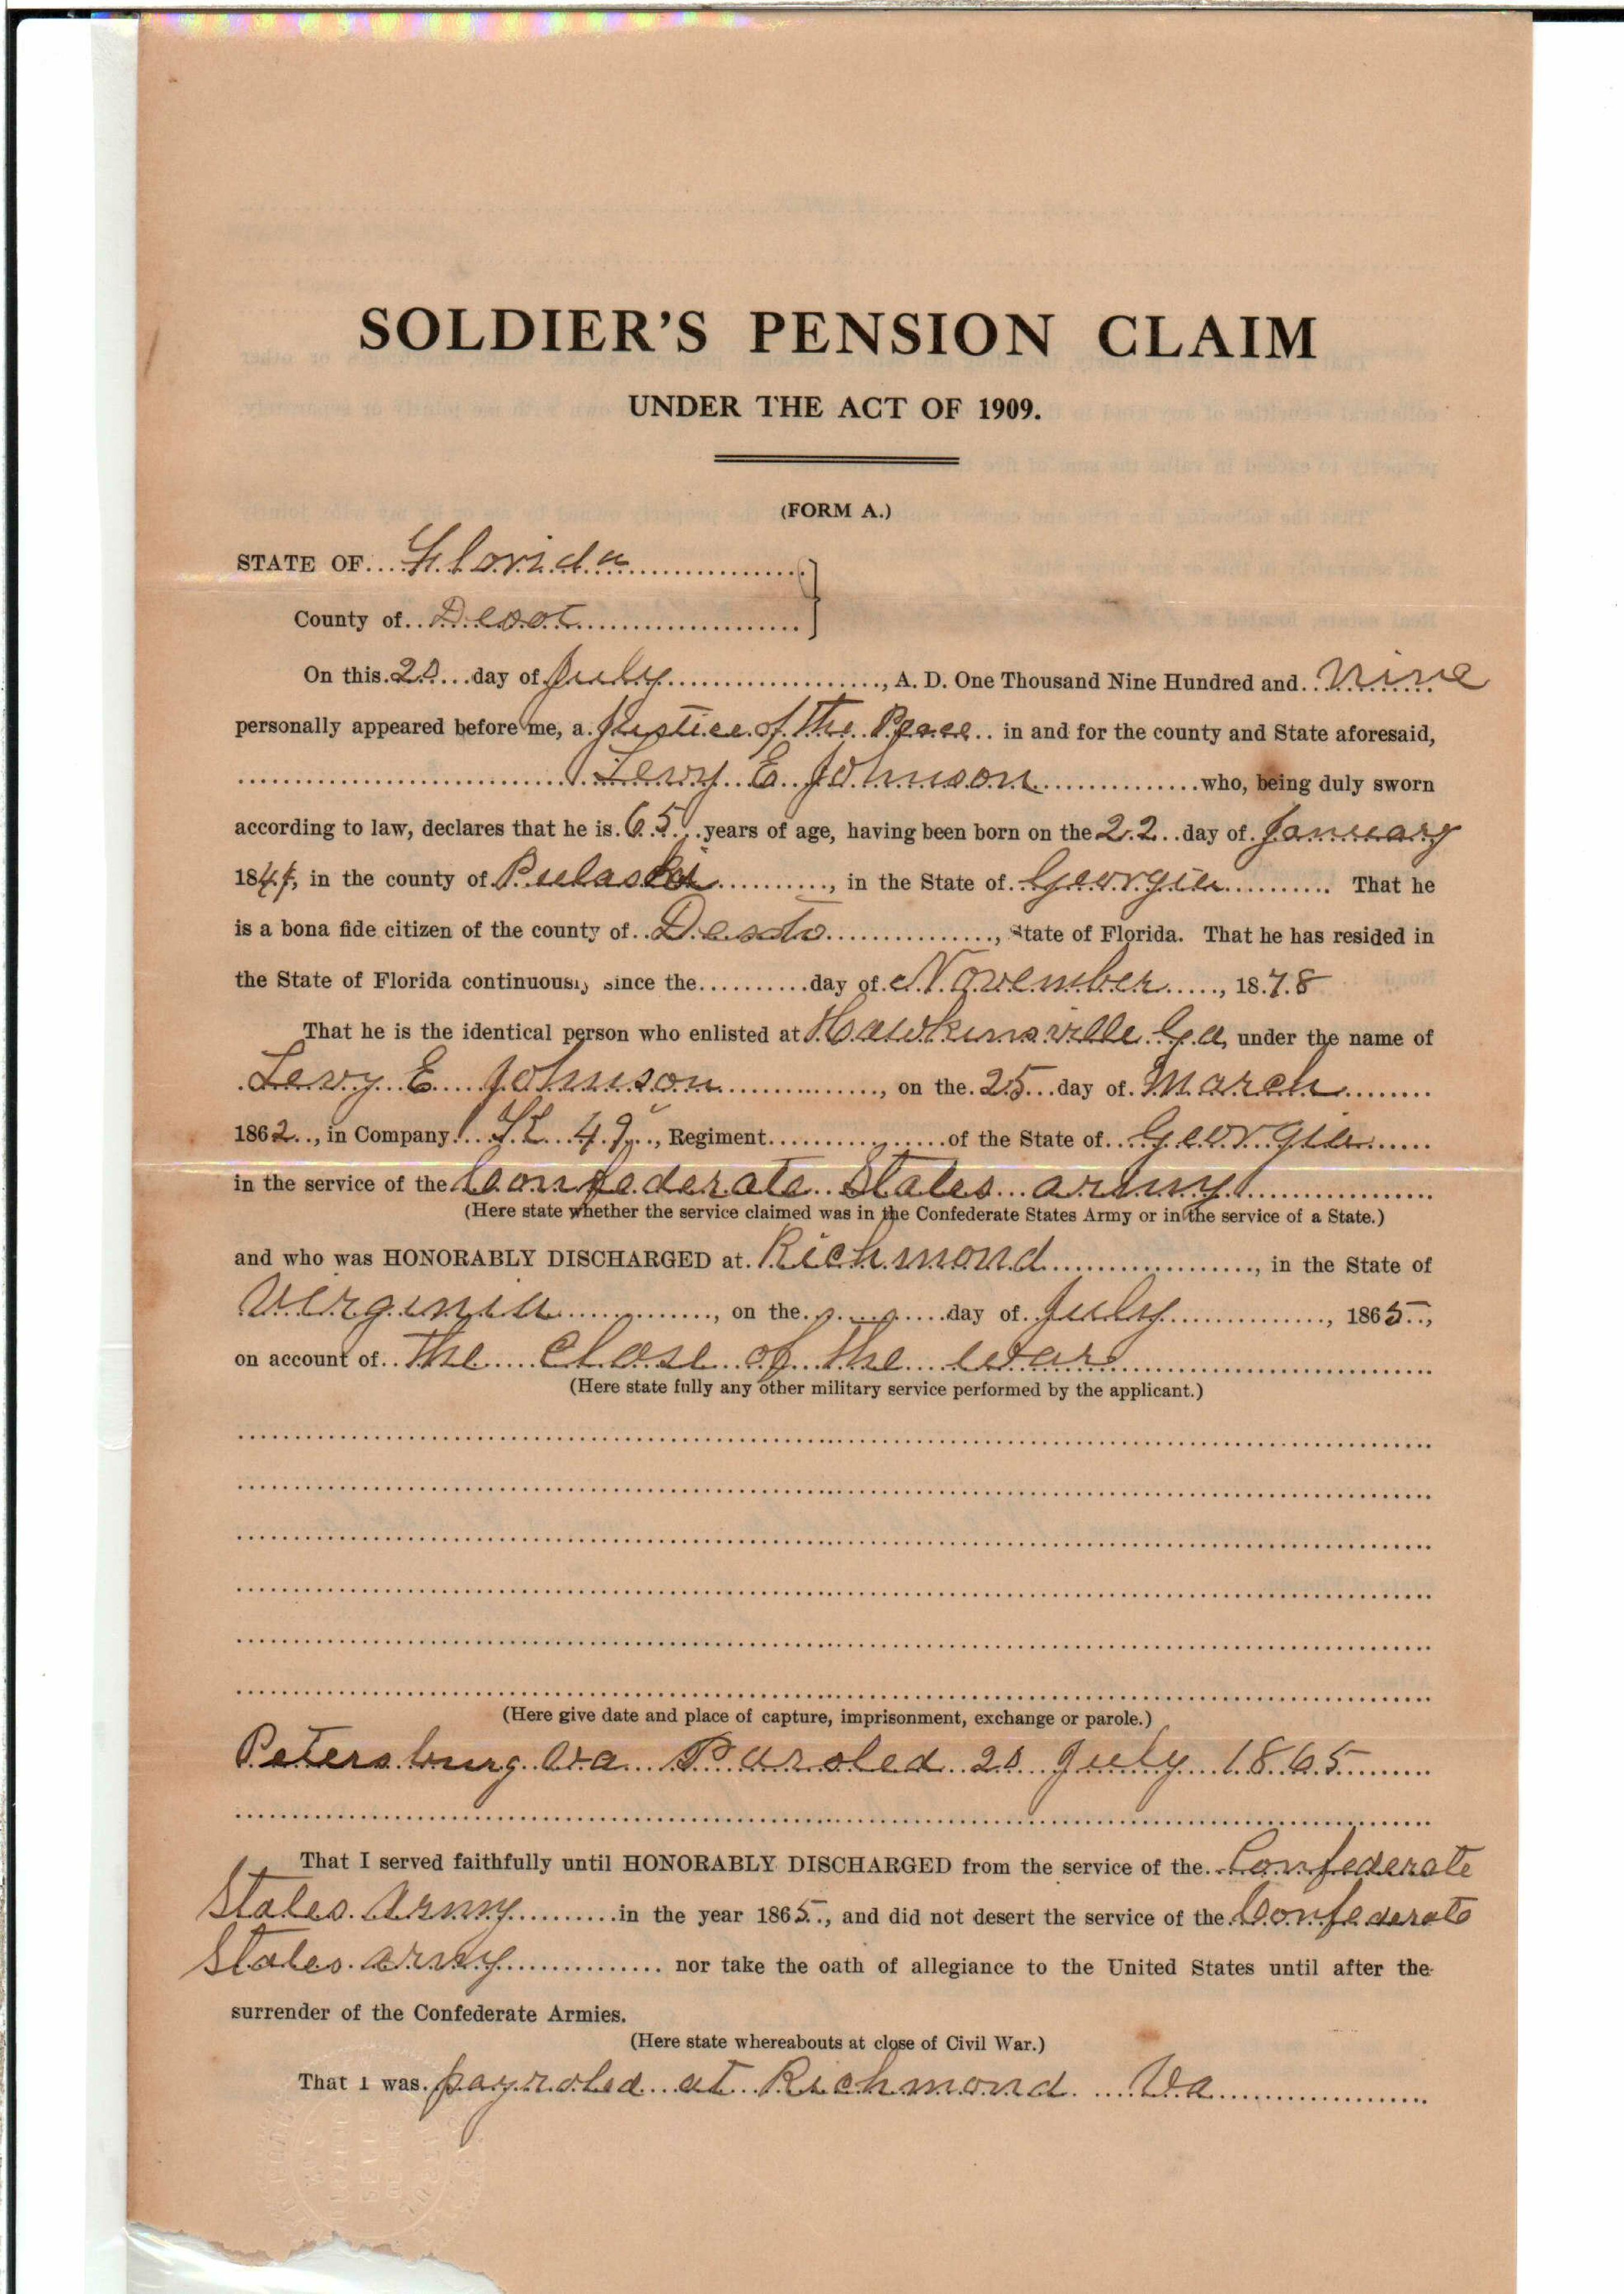 SOLDIER'S PENSION CLAIM
UNDER THE ACT OF 1909.
(FORM A.)
STATE OF Florida
County of Desot
On this 20 day of July, A. D. One Thousand Nine Hundred and Nine
personally appeared before me, a Justice of The Peace in and for the county and State aforesaid,
Levy E Johnson who, being duly sworn
according to law, declares that he is 65 years of age, having been born on the 22 day of January
1844, in the county of Pulaski, in the State of Georgia. That he
is a bona fide citizen of the county of Desoto, State of Florida. That he has resided in
the State of Florida continuously since the day of November, 1878
That he is the identical person who enlisted at Hawkinsville Ga, under the name of
Levy E Johnson, on the 25 day of March
1862, in Company K 49, Regiment of the State of Georgia
in the service of the Confederate States army
(Here state whether the service claimed was in the Confederate States Army or in the service of a State.)
and who was HONORABLY DISCHARGED at Richmond, in the State of
Virginia, on the day of July, 1865,
on account of The Close of the War
(Here state fully any other military service performed by the applicant.)
(Here give date and place of capture, imprisonment, exchange or parole.)
Petersburg Va Paroled 20 July 1865
That I served faithfully until HONORABLY DISCHARGED from the service of the Confederate
States Army in the year 1865, and did not desert the service of the Confederate
States army nor take the oath of allegiance to the United States until after the
surrender of the Confederate Armies.
(Here state whereabouts at close of Civil War.)
That I was payroled at Richmond Va